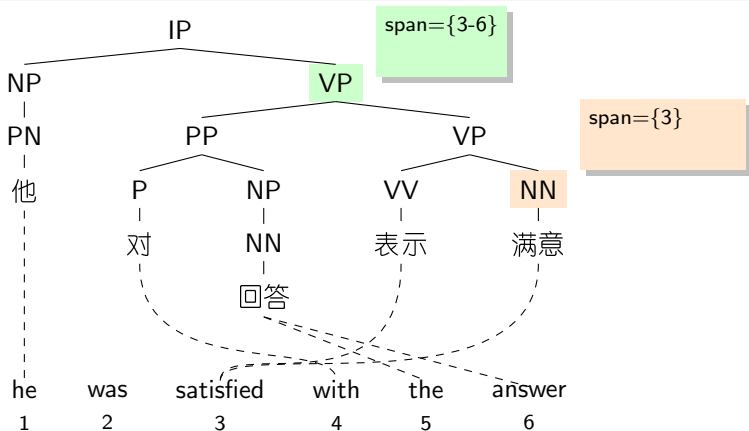 IP
span={3-6}
NP VP
PN PP VP
span={3}
他 P NP VV NN
对 NN 表示 满意
回答
he was satisfied with the answer
1 2 3 4 5 6